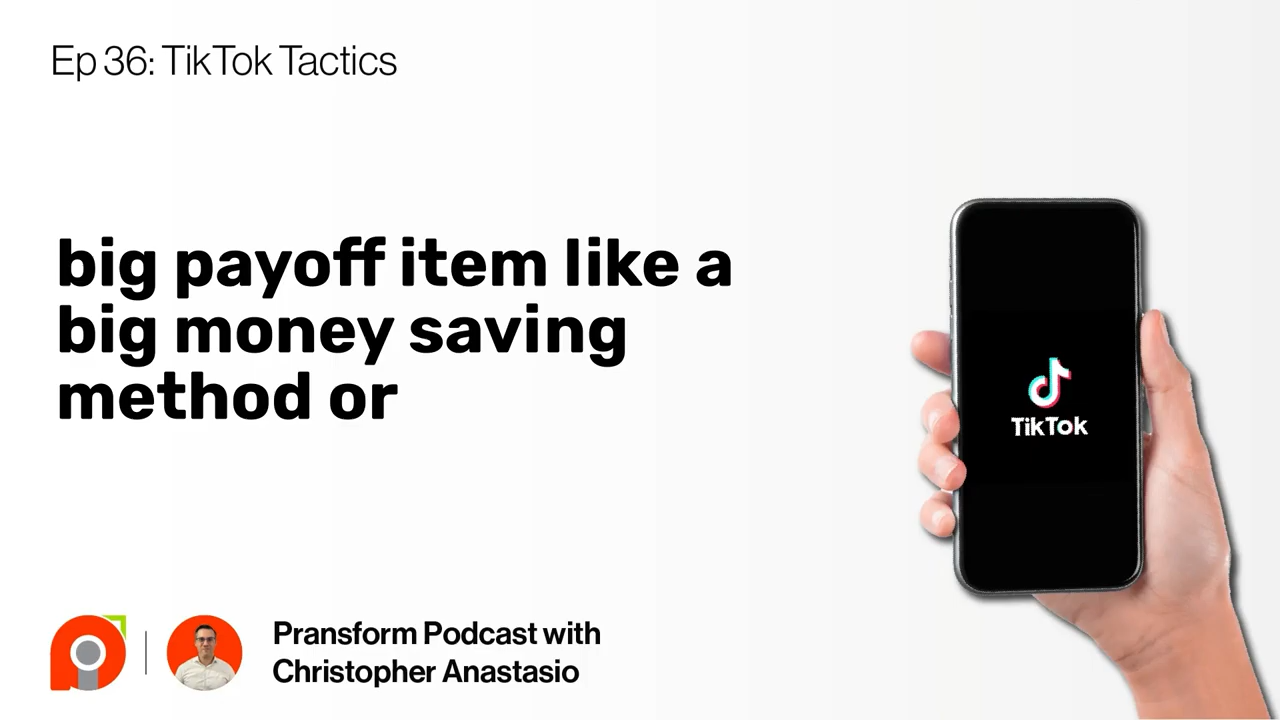 Ep 36: TikTok Tactics
big payoff item like a
big money saving
method or
TikTok
Pransform Podcast with
Christopher Anastasio